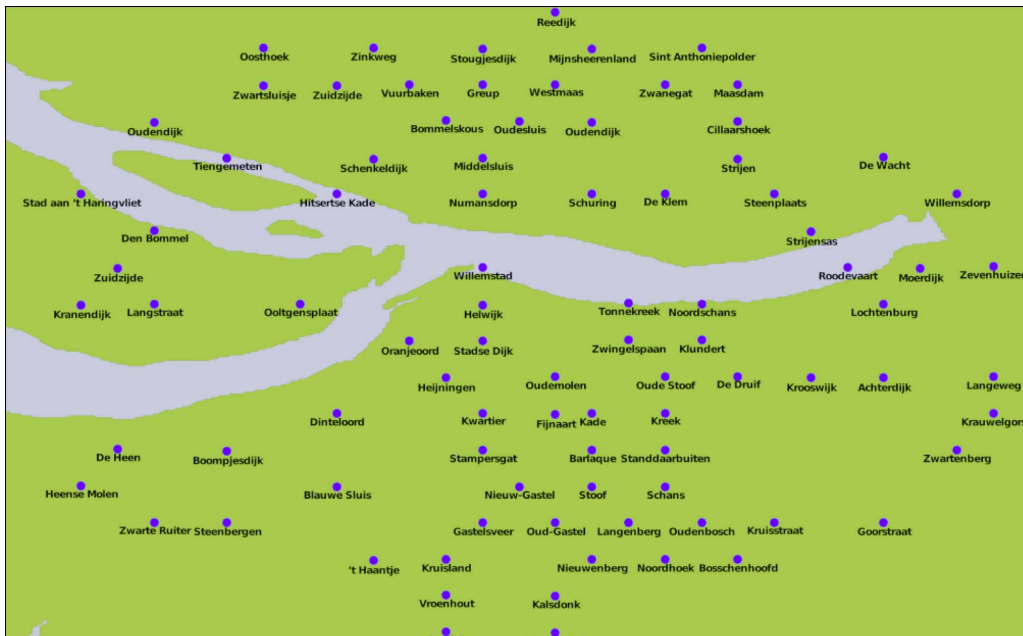 Reedijk
Oosthoek Zinkweg Stougjesdijk Mijnsheerenland Sint Anthoniepolder
Zwartsluisje Zuidzijde Vuurbaken Greup Westmaas Zwanegat Maasdam
Oudendijk Bommelskous Oudesluis Oudendijk Cillaarshoek
Tiengemeten Schenkeldijk Middelsluis Strijen De Wacht
Stad aan 't Haringvliet Hitsertse Kade Numansdorp Schuring De Klem Steenplaats Willemsdorp
Den Bommel Strijensas
Zuidzijde Willemstad Roodevaart Moerdijk Zevenhuizen
Kranendijk Langstraat Ooltgensplaat Helwijk Tonnekreek Noordschans Lochtenburg
Oranjeoord Stadse Dijk Zwingelspaan Klundert
Heijningen Oudemolen Oude Stoof De Druif Krooswijk Achterdijk Langeweg
Dinteloord Kwartier Fijnaart Kade Kreek Krauwelgors
De Heen Boompjesdijk Stampersgat Barlaque Standdaarbuiten Zwartenberg
Heense Molen Blauwe Sluis Nieuw-Gastel Stoof Schans
Zwarte Ruiter Steenbergen Gastelsveer Oud-Gastel Langenberg Oudenbosch Kruisstraat Goorstraat
't Haantje Kruisland Nieuwenberg Noordhoek Bosschenhoofd
Vroenhout Kalsdonk